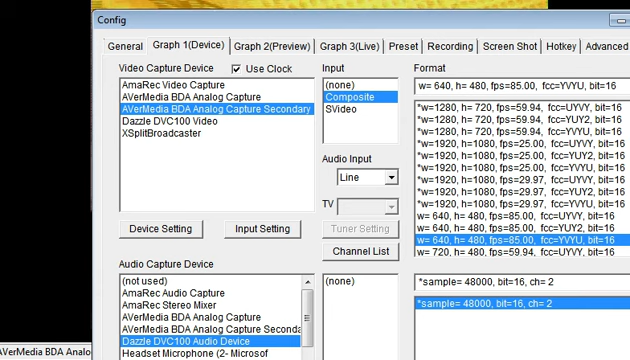 Config
General
Graph 1(Device)
Graph 2(Preview)
Graph 3(Live)
Preset
Recording
Screen Shot
Hotkey
Advanced
Video Capture Device
Use Clock
AmaRec Video Capture
AVerMedia BDA Analog Capture
AVerMedia BDA Analog Capture Secondary
Dazzle DVC100 Video
XSplitBroadcaster
Device Setting
Input Setting
Input
(none)
Composite
SVideo
Audio Input
Line
TV
Tuner Setting
Channel List
Format
w= 640, h= 480, fps=85.00, fcc=YVYU, bit=16
*w=1280, h= 720, fps=59.94, fcc=UYVY, bit=16
*w=1280, h= 720, fps=59.94, fcc=YUY2, bit=16
*w=1280, h= 720, fps=59.94, fcc=YVYU, bit=16
*w=1920, h=1080, fps=25.00, fcc=UYVY, bit=16
*w=1920, h=1080, fps=25.00, fcc=YUY2, bit=16
*w=1920, h=1080, fps=25.00, fcc=YVYU, bit=16
*w=1920, h=1080, fps=29.97, fcc=UYVY, bit=16
*w=1920, h=1080, fps=29.97, fcc=YUY2, bit=16
*w=1920, h=1080, fps=29.97, fcc=YVYU, bit=16
w= 640, h= 480, fps=85.00, fcc=UYVY, bit=16
w= 640, h= 480, fps=85.00, fcc=YUY2, bit=16
w= 640, h= 480, fps=85.00, fcc=YVYU, bit=16
w= 720, h= 480, fps=59.94, fcc=UYVY, bit=16
Audio Capture Device
(not used)
AmaRec Audio Capture
AmaRec Stereo Mixer
AVerMedia BDA Analog Capture
AVerMedia BDA Analog Capture Seconda
Dazzle DVC100 Audio Device
Headset Microphone (2- Microsof
(none)
*sample= 48000, bit=16, ch= 2
*sample= 48000, bit=16, ch= 2
AVerMedia BDA Analo